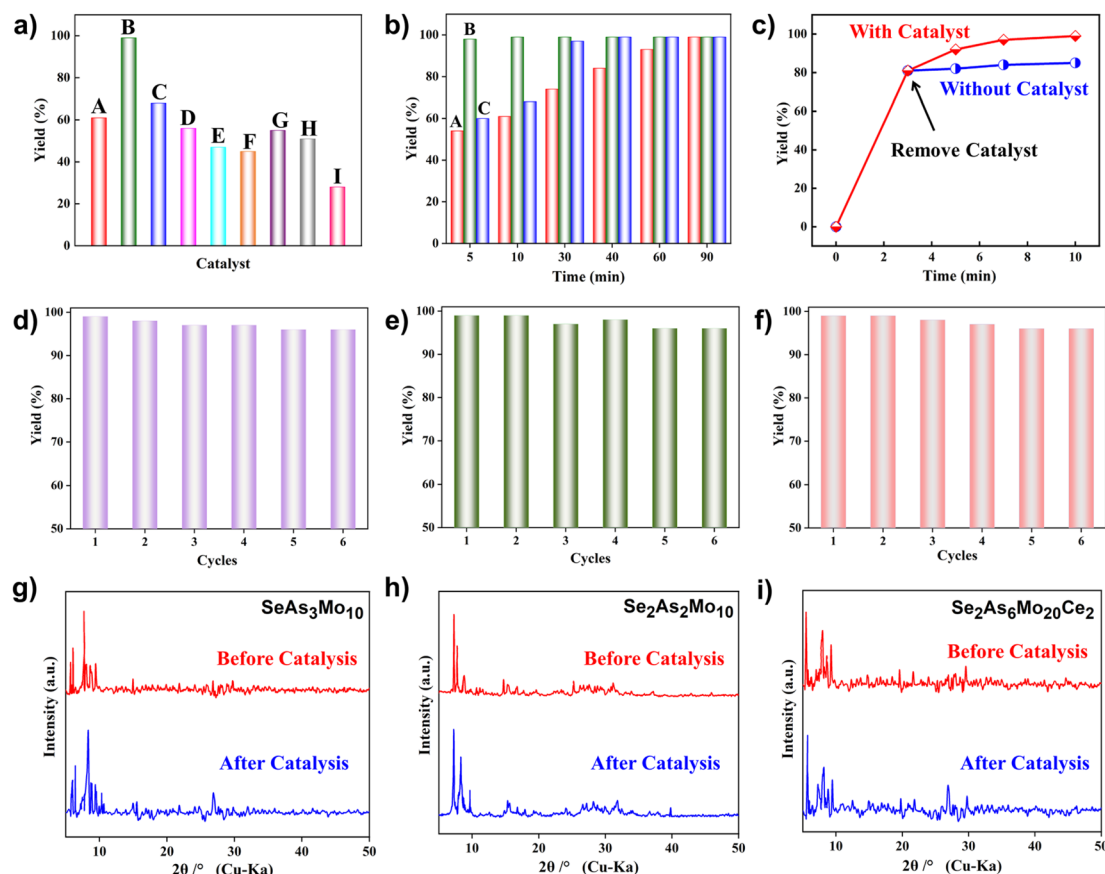 a)
100
80
60
40
20
0
Yield (%)
A
B
C
D
E
F
G
H
I
Catalyst
b)
100
80
60
40
20
0
Yield (%)
A
B
C
5 10 30 40 60 90
Time (min)
c)
100
80
60
40
20
0
Yield (%)
With Catalyst
Without Catalyst
Remove Catalyst
0 2 4 6 8 10
Time (min)
d)
100
90
80
70
60
50
Yield (%)
1 2 3 4 5 6
Cycles
e)
100
90
80
70
60
50
Yield (%)
1 2 3 4 5 6
Cycles
f)
100
90
80
70
60
50
Yield (%)
1 2 3 4 5 6
Cycles
g)
SeAs₃Mo₁₀
Before Catalysis
After Catalysis
Intensity (a.u.)
10 20 30 40 50
2θ /° (Cu-Ka)
h)
Se₂As₂Mo₁₀
Before Catalysis
After Catalysis
Intensity (a.u.)
10 20 30 40 50
2θ /° (Cu-Ka)
i)
Se₂As₆Mo₂₀Ce₂
Before Catalysis
After Catalysis
Intensity (a.u.)
10 20 30 40 50
2θ /° (Cu-Ka)